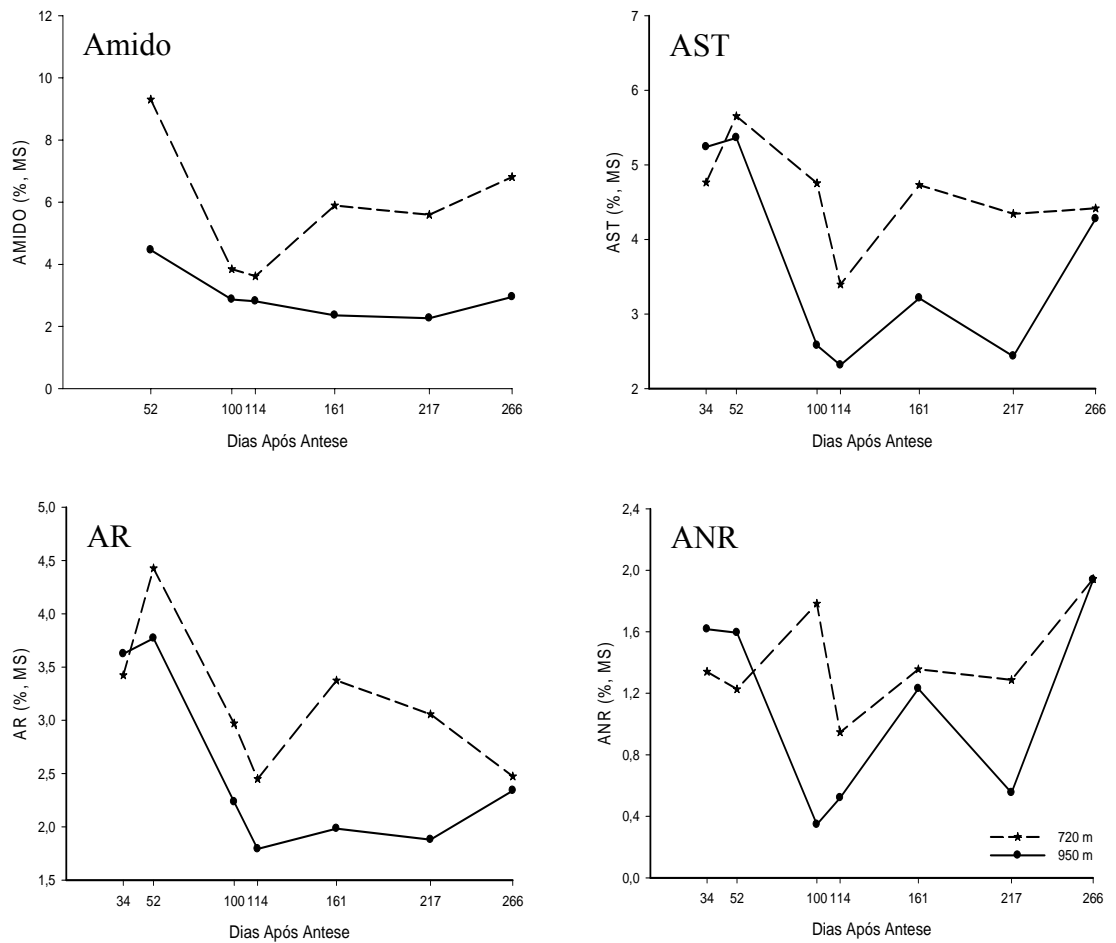 Amido
AMIDO (%, MS)
12
10
8
6
4
2
0
52 100 114 161 217 266
Dias Após Antese
AST
AST (%, MS)
7
6
5
4
3
2
34 52 100 114 161 217 266
Dias Após Antese
AR
AR (%, MS)
5,0
4,5
4,0
3,5
3,0
2,5
2,0
1,5
34 52 100 114 161 217 266
Dias Após Antese
ANR
ANR (%, MS)
2,4
2,0
1,6
1,2
0,8
0,4
0,0
34 52 100 114 161 217 266
Dias Após Antese
720 m
950 m